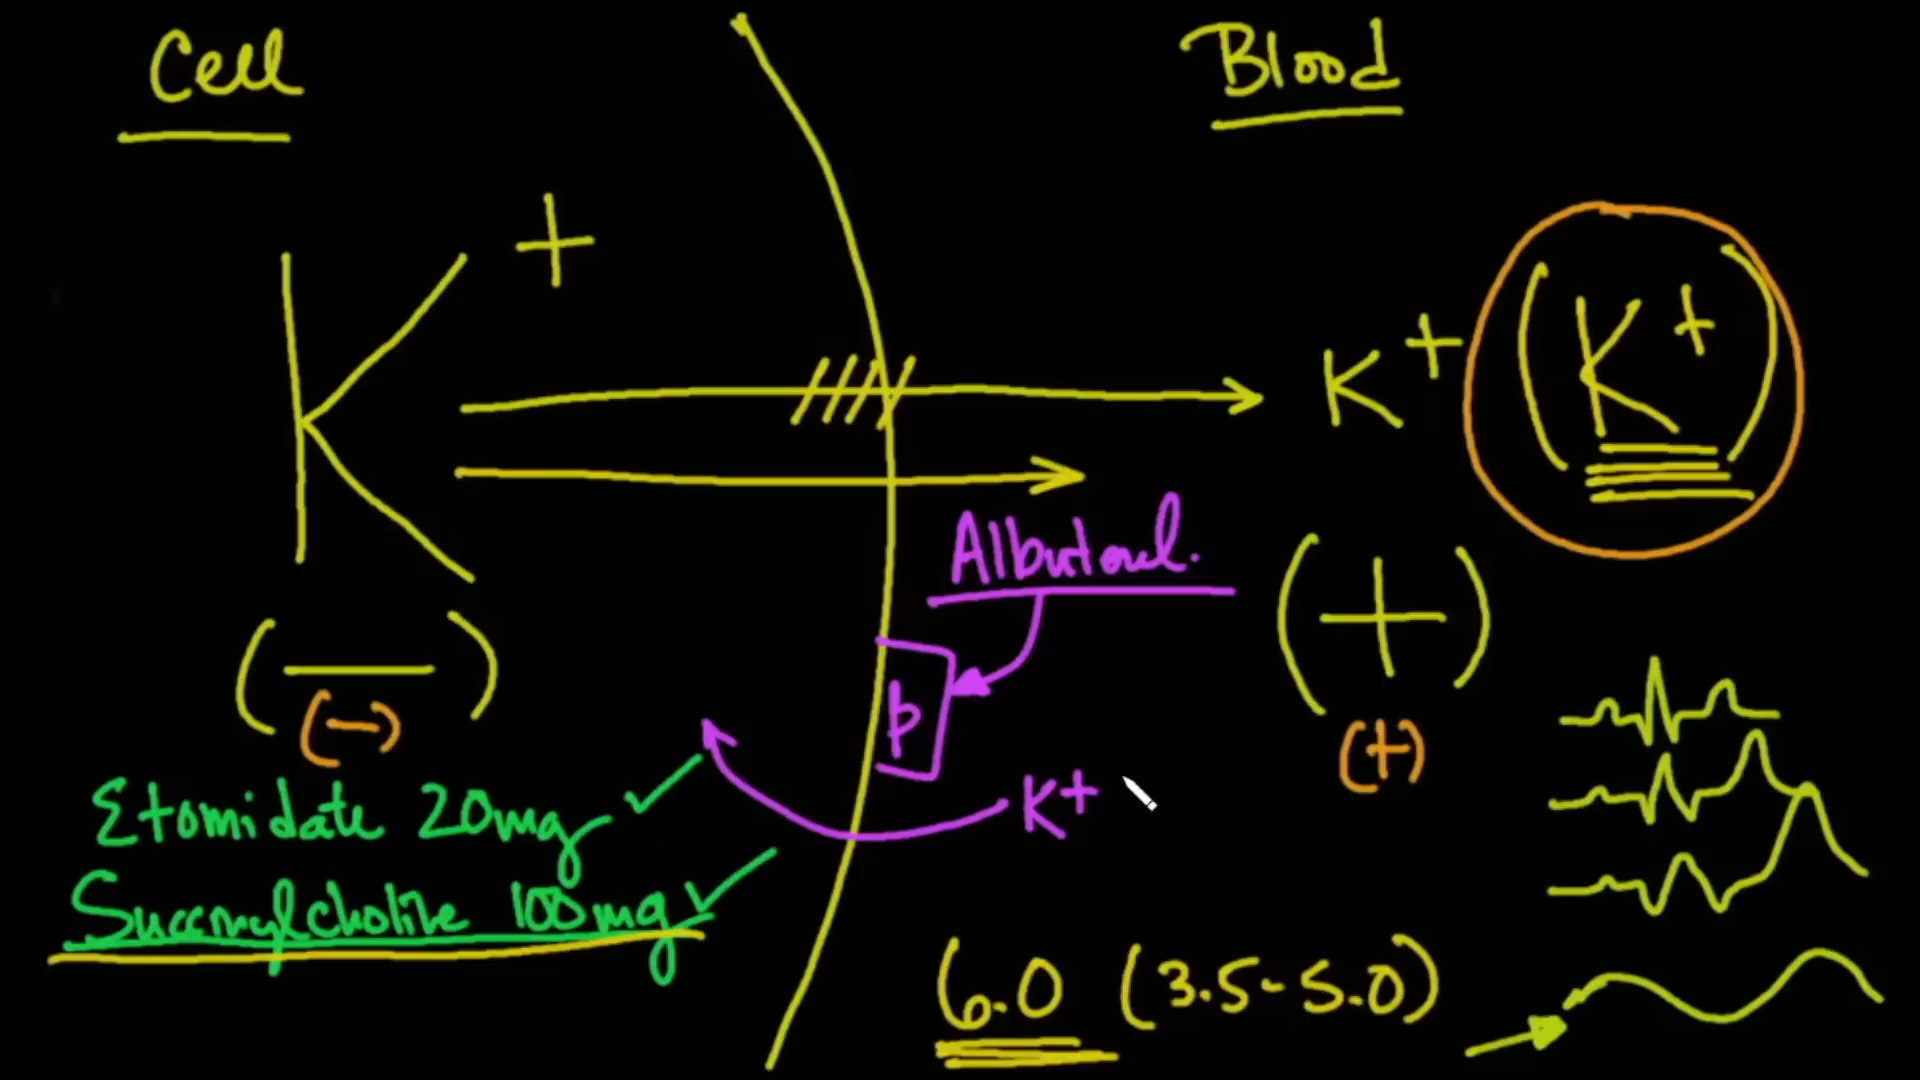 Cell
Blood
K+
K+ (K+)
Albuterol.
(—)
(+)
β
(-)
(+)
K+
Etomidate 20mg ✓
Succinylcholine 100mg ✓
6.0 (3.5-5.0)